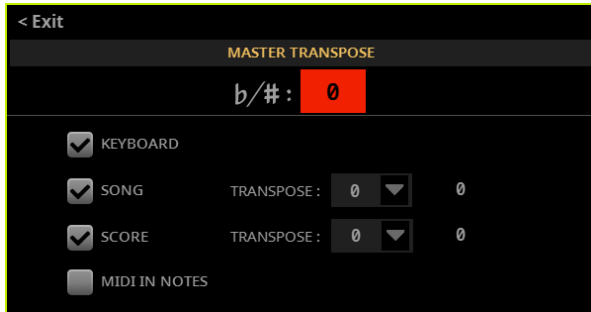 < Exit
MASTER TRANSPOSE
♭/#: 0
KEYBOARD
SONG TRANSPOSE: 0 0
SCORE TRANSPOSE: 0 0
MIDI IN NOTES